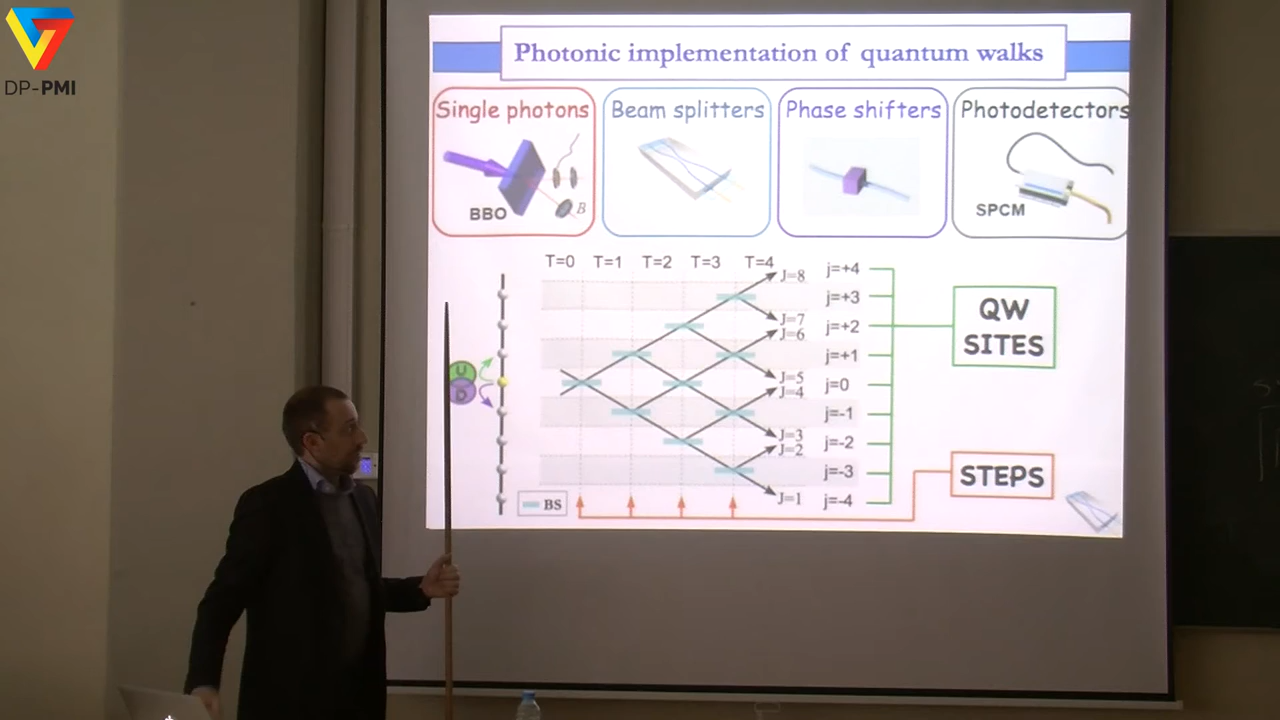 DP-PMI
Photonic implementation of quantum walks
Single photons
Beam splitters
Phase shifters
Photodetectors
BBO
B
SPCM
T=0 T=1 T=2 T=3 T=4
J=8
J=7
J=6
J=5
J=4
J=3
J=2
J=1
j=+4
j=+3
j=+2
j=+1
j=0
j=-1
j=-2
j=-3
j=-4
QW
SITES
STEPS
U
D
BS